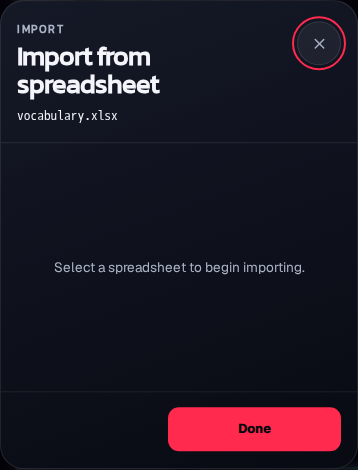 IMPORT
Import from
spreadsheet
vocabulary.xlsx
Select a spreadsheet to begin importing.
Done